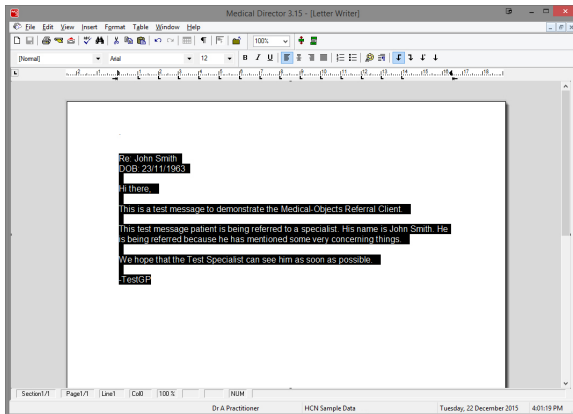 Medical Director 3.15 - [Letter Writer]
File Edit View Insert Format Table Window Help
100%
[Normal] Arial 12 B I U
Re: John Smith
DOB: 23/11/1963
Hi there,
This is a test message to demonstrate the Medical-Objects Referral Client.
This test message patient is being referred to a specialist. His name is John Smith. He
is being referred because he has mentioned some very concerning things.
We hope that the Test Specialist can see him as soon as possible.
-TestGP
Section1/1 Page1/1 Line1 Col0 100 % NUM
Dr A Practitioner HCN Sample Data Tuesday, 22 December 2015 4:01:19 PM